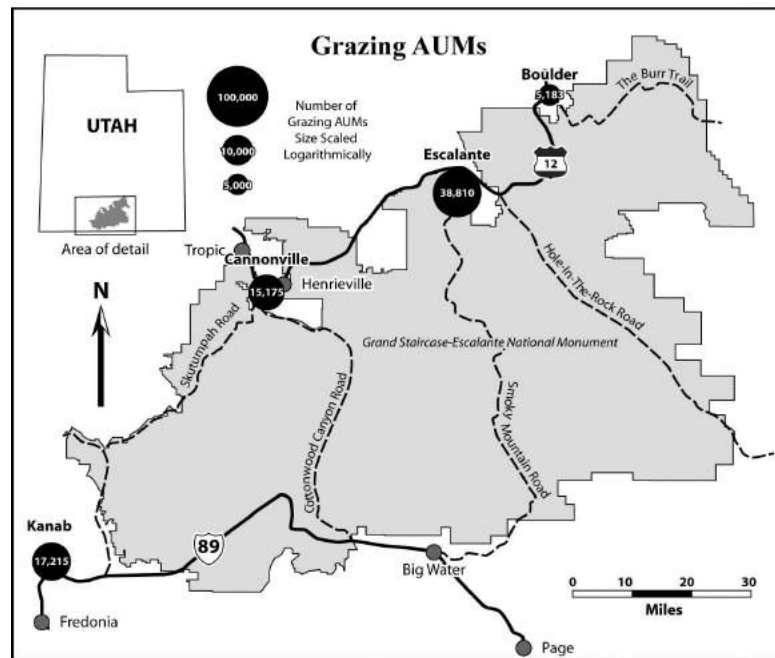 Grazing AUMs
UTAH
Area of detail
100,000
10,000
5,000
Number of
Grazing AUMs
Size Scaled
Logarithmically
Boulder
5,183
The Burr Trail
12
Escalante
38,810
Tropic
Cannonville
Henrieville
15,175
N
Skutumpah Road
Hole-In-The-Rock Road
Grand Staircase-Escalante National Monument
Cottonwood Canyon Road
Smoky Mountain Road
Kanab
17,215
89
Big Water
Fredonia
Page
0 10 20 30
Miles